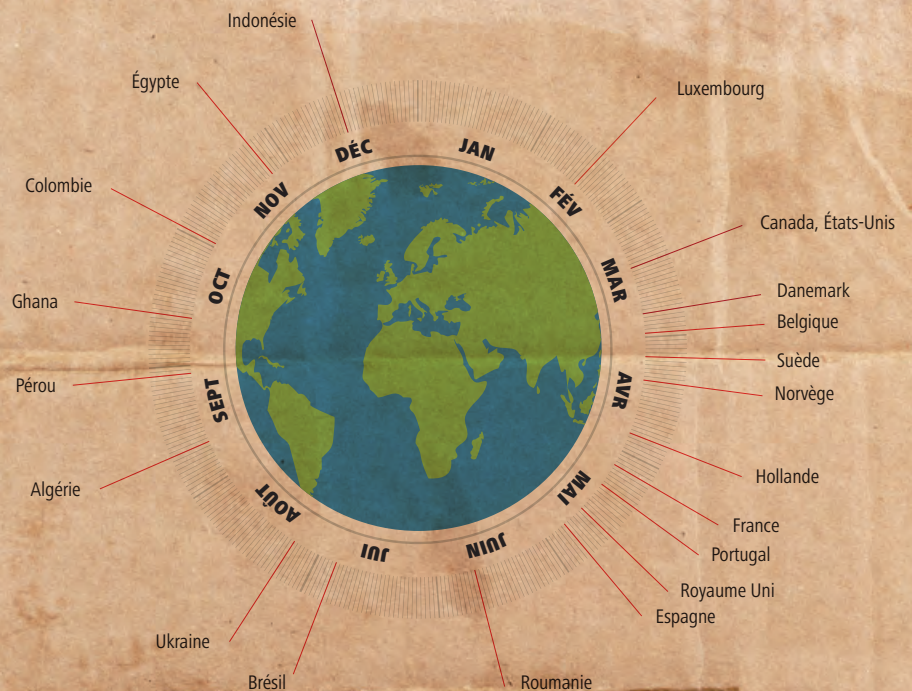 Indonésie
Égypte
Luxembourg
DÉC
JAN
Colombie
NOV
FÉV
Canada, États-Unis
OCT
MAR
Danemark
Ghana
Belgique
Suède
Pérou
SEPT
AVR
Norvège
Algérie
Hollande
AOÛT
MAI
France
JUI
JUIN
Portugal
Royaume Uni
Espagne
Ukraine
Brésil
Roumanie